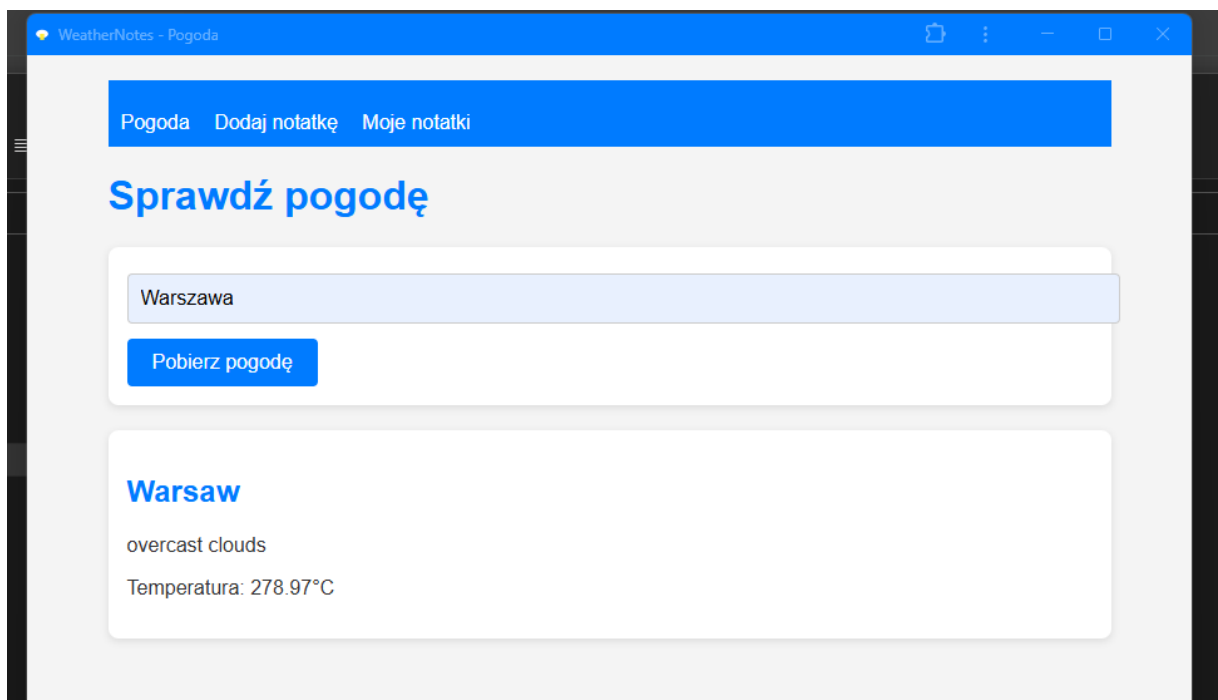 WeatherNotes - Pogoda
Pogoda Dodaj notatkę Moje notatki
Sprawdź pogodę
Warszawa
Pobierz pogodę
Warsaw
overcast clouds
Temperatura: 278.97°C